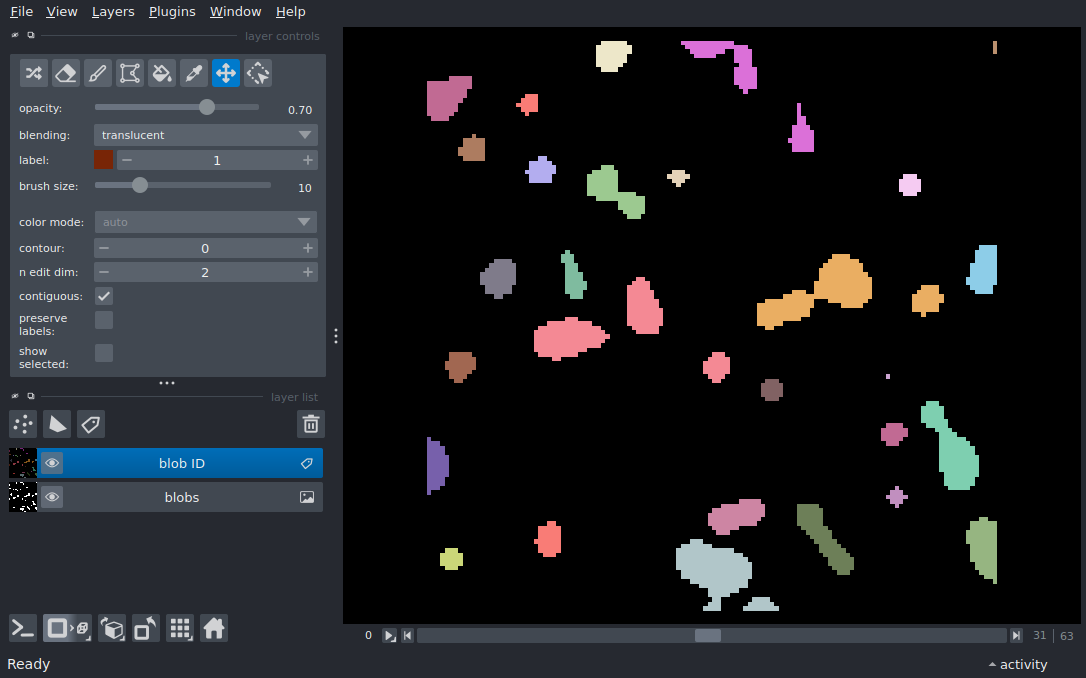 File View Layers Plugins Window Help
layer controls
opacity: 0.70
blending: translucent
label: 1
brush size: 10
color mode: auto
contour: 0
n edit dim: 2
contiguous:
preserve
labels:
show
selected:
layer list
blob ID
blobs
0 31 63
Ready activity